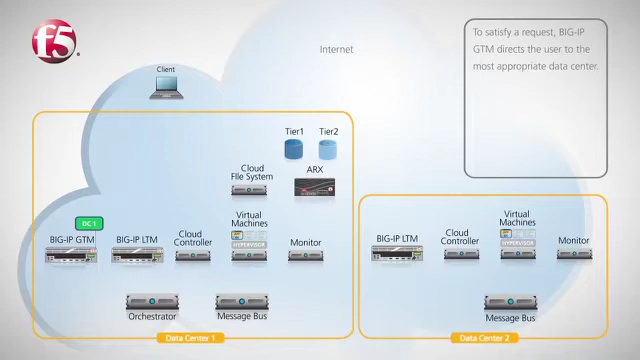 f5
Internet
To satisfy a request, BIG-IP
GTM directs the user to the
most appropriate data center.
Client
Tier1
Tier2
Cloud
File System
ARX
DC 1
BIG-IP GTM
BIG-IP LTM
Cloud
Controller
Virtual
Machines
HYPERVISOR
Monitor
Orchestrator
Message Bus
Data Center 1
BIG-IP LTM
Cloud
Controller
Virtual
Machines
HYPERVISOR
Monitor
Message Bus
Data Center 2